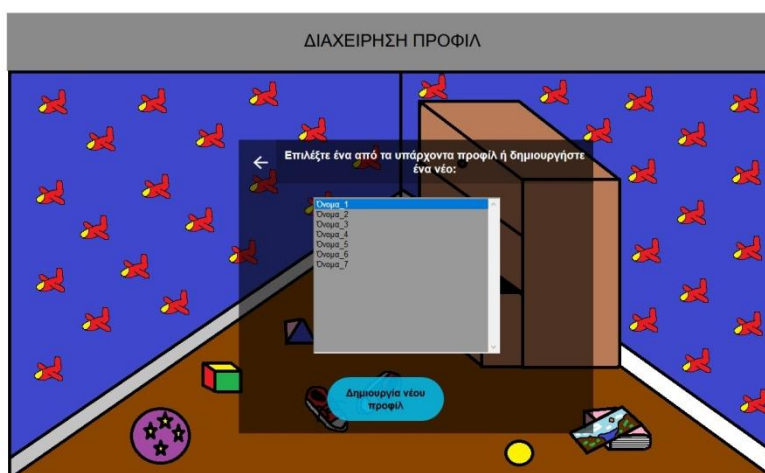 ΔΙΑΧΕΙΡΗΣΗ ΠΡΟΦΙΛ
Επιλέξτε ένα από τα υπάρχοντα προφίλ ή δημιουργήστε
ένα νέο:
Όνομα_1
Όνομα_2
Όνομα_3
Όνομα_4
Όνομα_5
Όνομα_6
Όνομα_7
Δημιουργία νέου
προφίλ